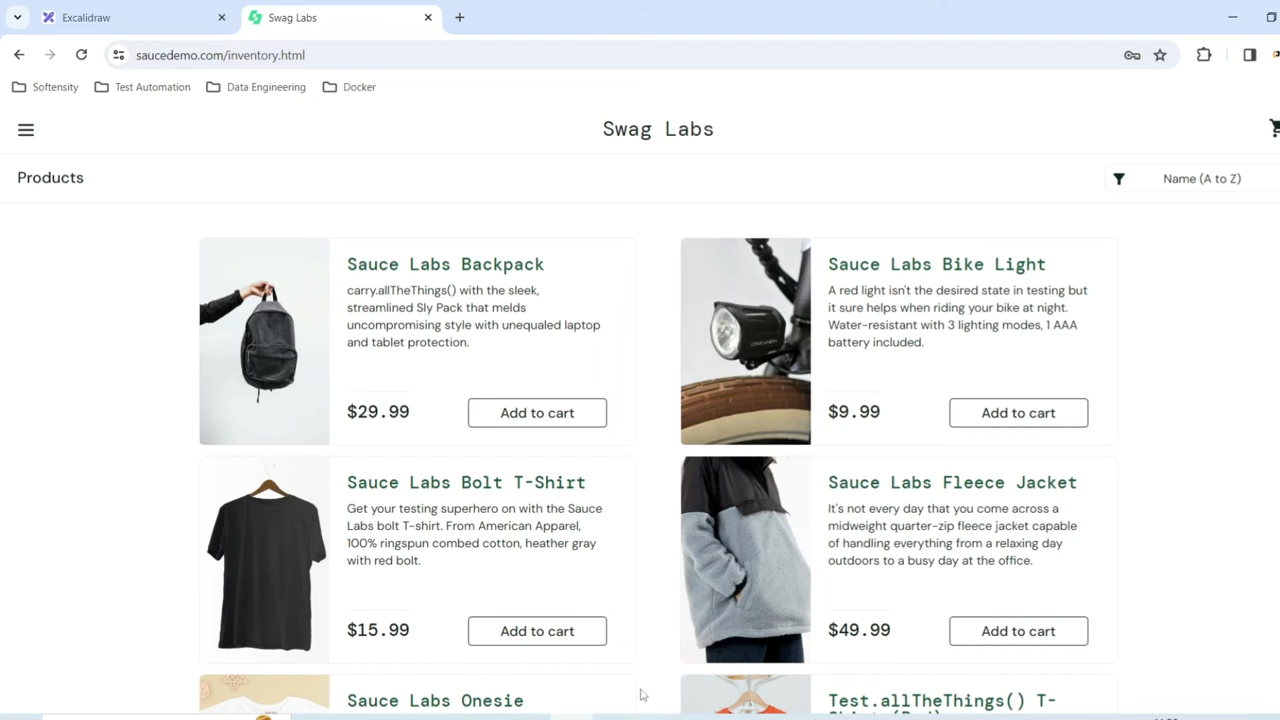 Excalidraw
Swag Labs
saucedemo.com/inventory.html
Softensity
Test Automation
Data Engineering
Docker
Swag Labs
Products
Name (A to Z)
Sauce Labs Backpack
carry.allTheThings() with the sleek,
streamlined Sly Pack that melds
uncompromising style with unequaled laptop
and tablet protection.
$29.99
Add to cart
Sauce Labs Bike Light
A red light isn't the desired state in testing but
it sure helps when riding your bike at night.
Water-resistant with 3 lighting modes, 1 AAA
battery included.
$9.99
Add to cart
Sauce Labs Bolt T-Shirt
Get your testing superhero on with the Sauce
Labs bolt T-shirt. From American Apparel,
100% ringspun combed cotton, heather gray
with red bolt.
$15.99
Add to cart
Sauce Labs Fleece Jacket
It's not every day that you come across a
midweight quarter-zip fleece jacket capable
of handling everything from a relaxing day
outdoors to a busy day at the office.
$49.99
Add to cart
Sauce Labs Onesie
Test.allTheThings() T-